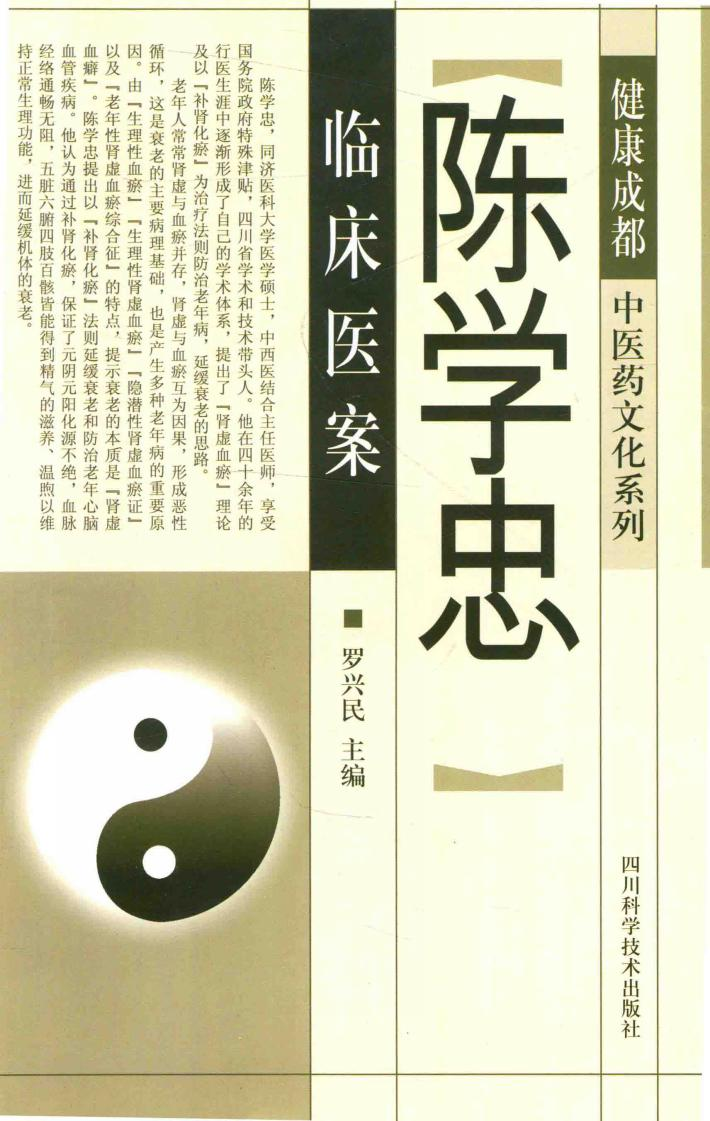 健康成都 中医药文化系列
四川科学技术出版社
【陈学忠】
临床医案
■ 罗兴民 主编
陈学忠，同济医科大学医学硕士，中西医结合主任医师，享受
国务院政府特殊津贴，四川省学术和技术带头人。他在四十余年的
行医生涯中逐渐形成了自己的学术体系，提出了『肾虚血瘀』理论
及以『补肾化瘀』为治疗法则防治老年病，延缓衰老的思路。
老年人常常肾虚与血瘀并存，肾虚与血瘀互为因果，形成恶性
循环，这是衰老的主要病理基础，也是产生多种老年病的重要原
因。由『生理性血瘀』『生理性肾虚血瘀』『隐潜性肾虚血瘀证』
以及『老年性肾虚血瘀综合征』的特点，提示衰老的本质是『肾虚
血癖』。陈学忠提出以『补肾化瘀』法则延缓衰老和防治老年心脑
血管疾病。他认为通过补肾化瘀，保证了元阴元阳化源不绝，血脉
经络通畅无阻，五脏六腑四肢百骸皆能得到精气的滋养、温煦以维
持正常生理功能，进而延缓机体的衰老。